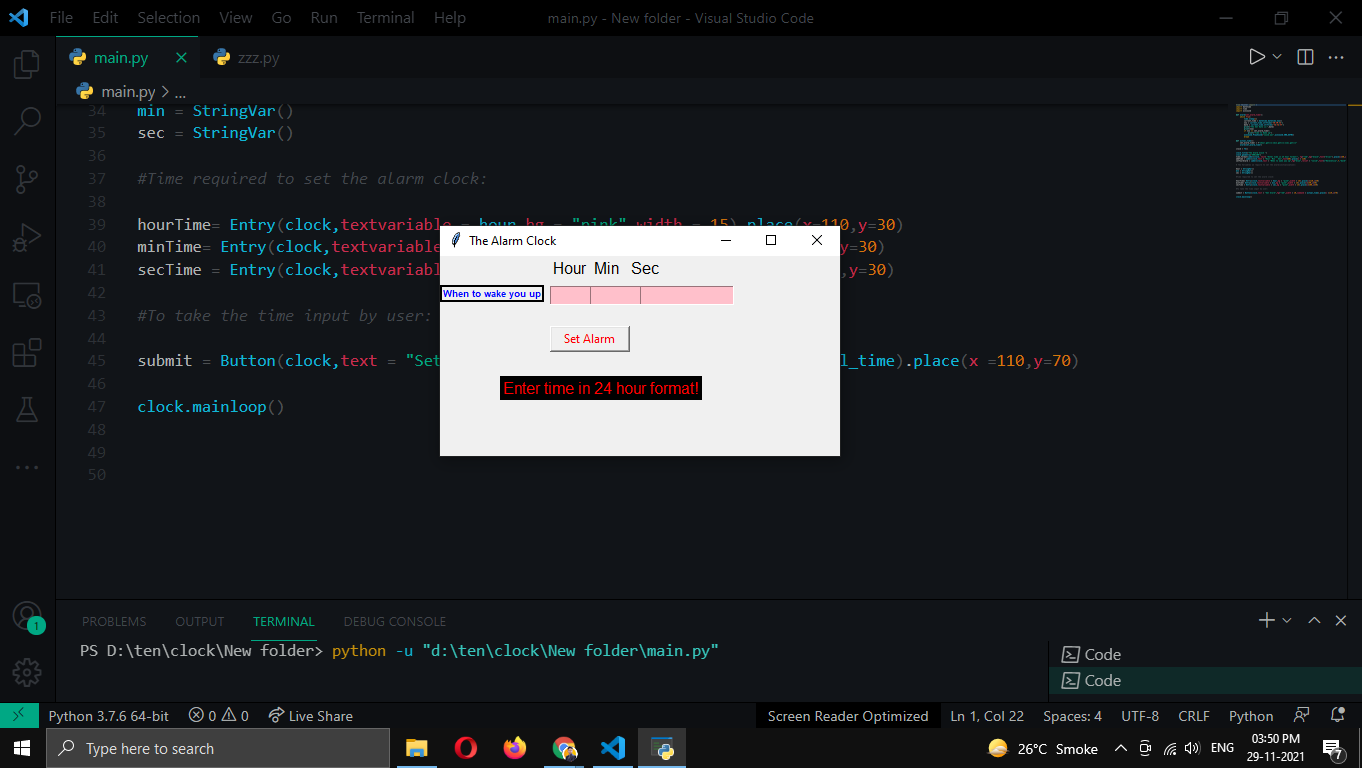 File Edit Selection View Go Run Terminal Help main.py - New folder - Visual Studio Code
main.py zzz.py
main.py > ...
34 min = StringVar()
35 sec = StringVar()
36
37 #Time required to set the alarm clock:
38
39 hourTime= Entry(clock,textvariable = hour,bg = "pink",width = 15).place(x=110,y=30)
40 minTime= Entry(clock,textvariable y=30)
41 secTime = Entry(clock,textvariable ,y=30)
42
43 #To take the time input by user:
44
45 submit = Button(clock,text = "Set l_time).place(x =110,y=70)
46
47 clock.mainloop()
48
49
50
The Alarm Clock
Hour Min Sec
When to wake you up
Set Alarm
Enter time in 24 hour format!
PROBLEMS OUTPUT TERMINAL DEBUG CONSOLE
PS D:\ten\clock\New folder> python -u "d:\ten\clock\New folder\main.py"
Code
Code
1
Python 3.7.6 64-bit 0 0 Live Share Screen Reader Optimized Ln 1, Col 22 Spaces: 4 UTF-8 CRLF Python
Type here to search 26°C Smoke ENG 03:50 PM
29-11-2021
7